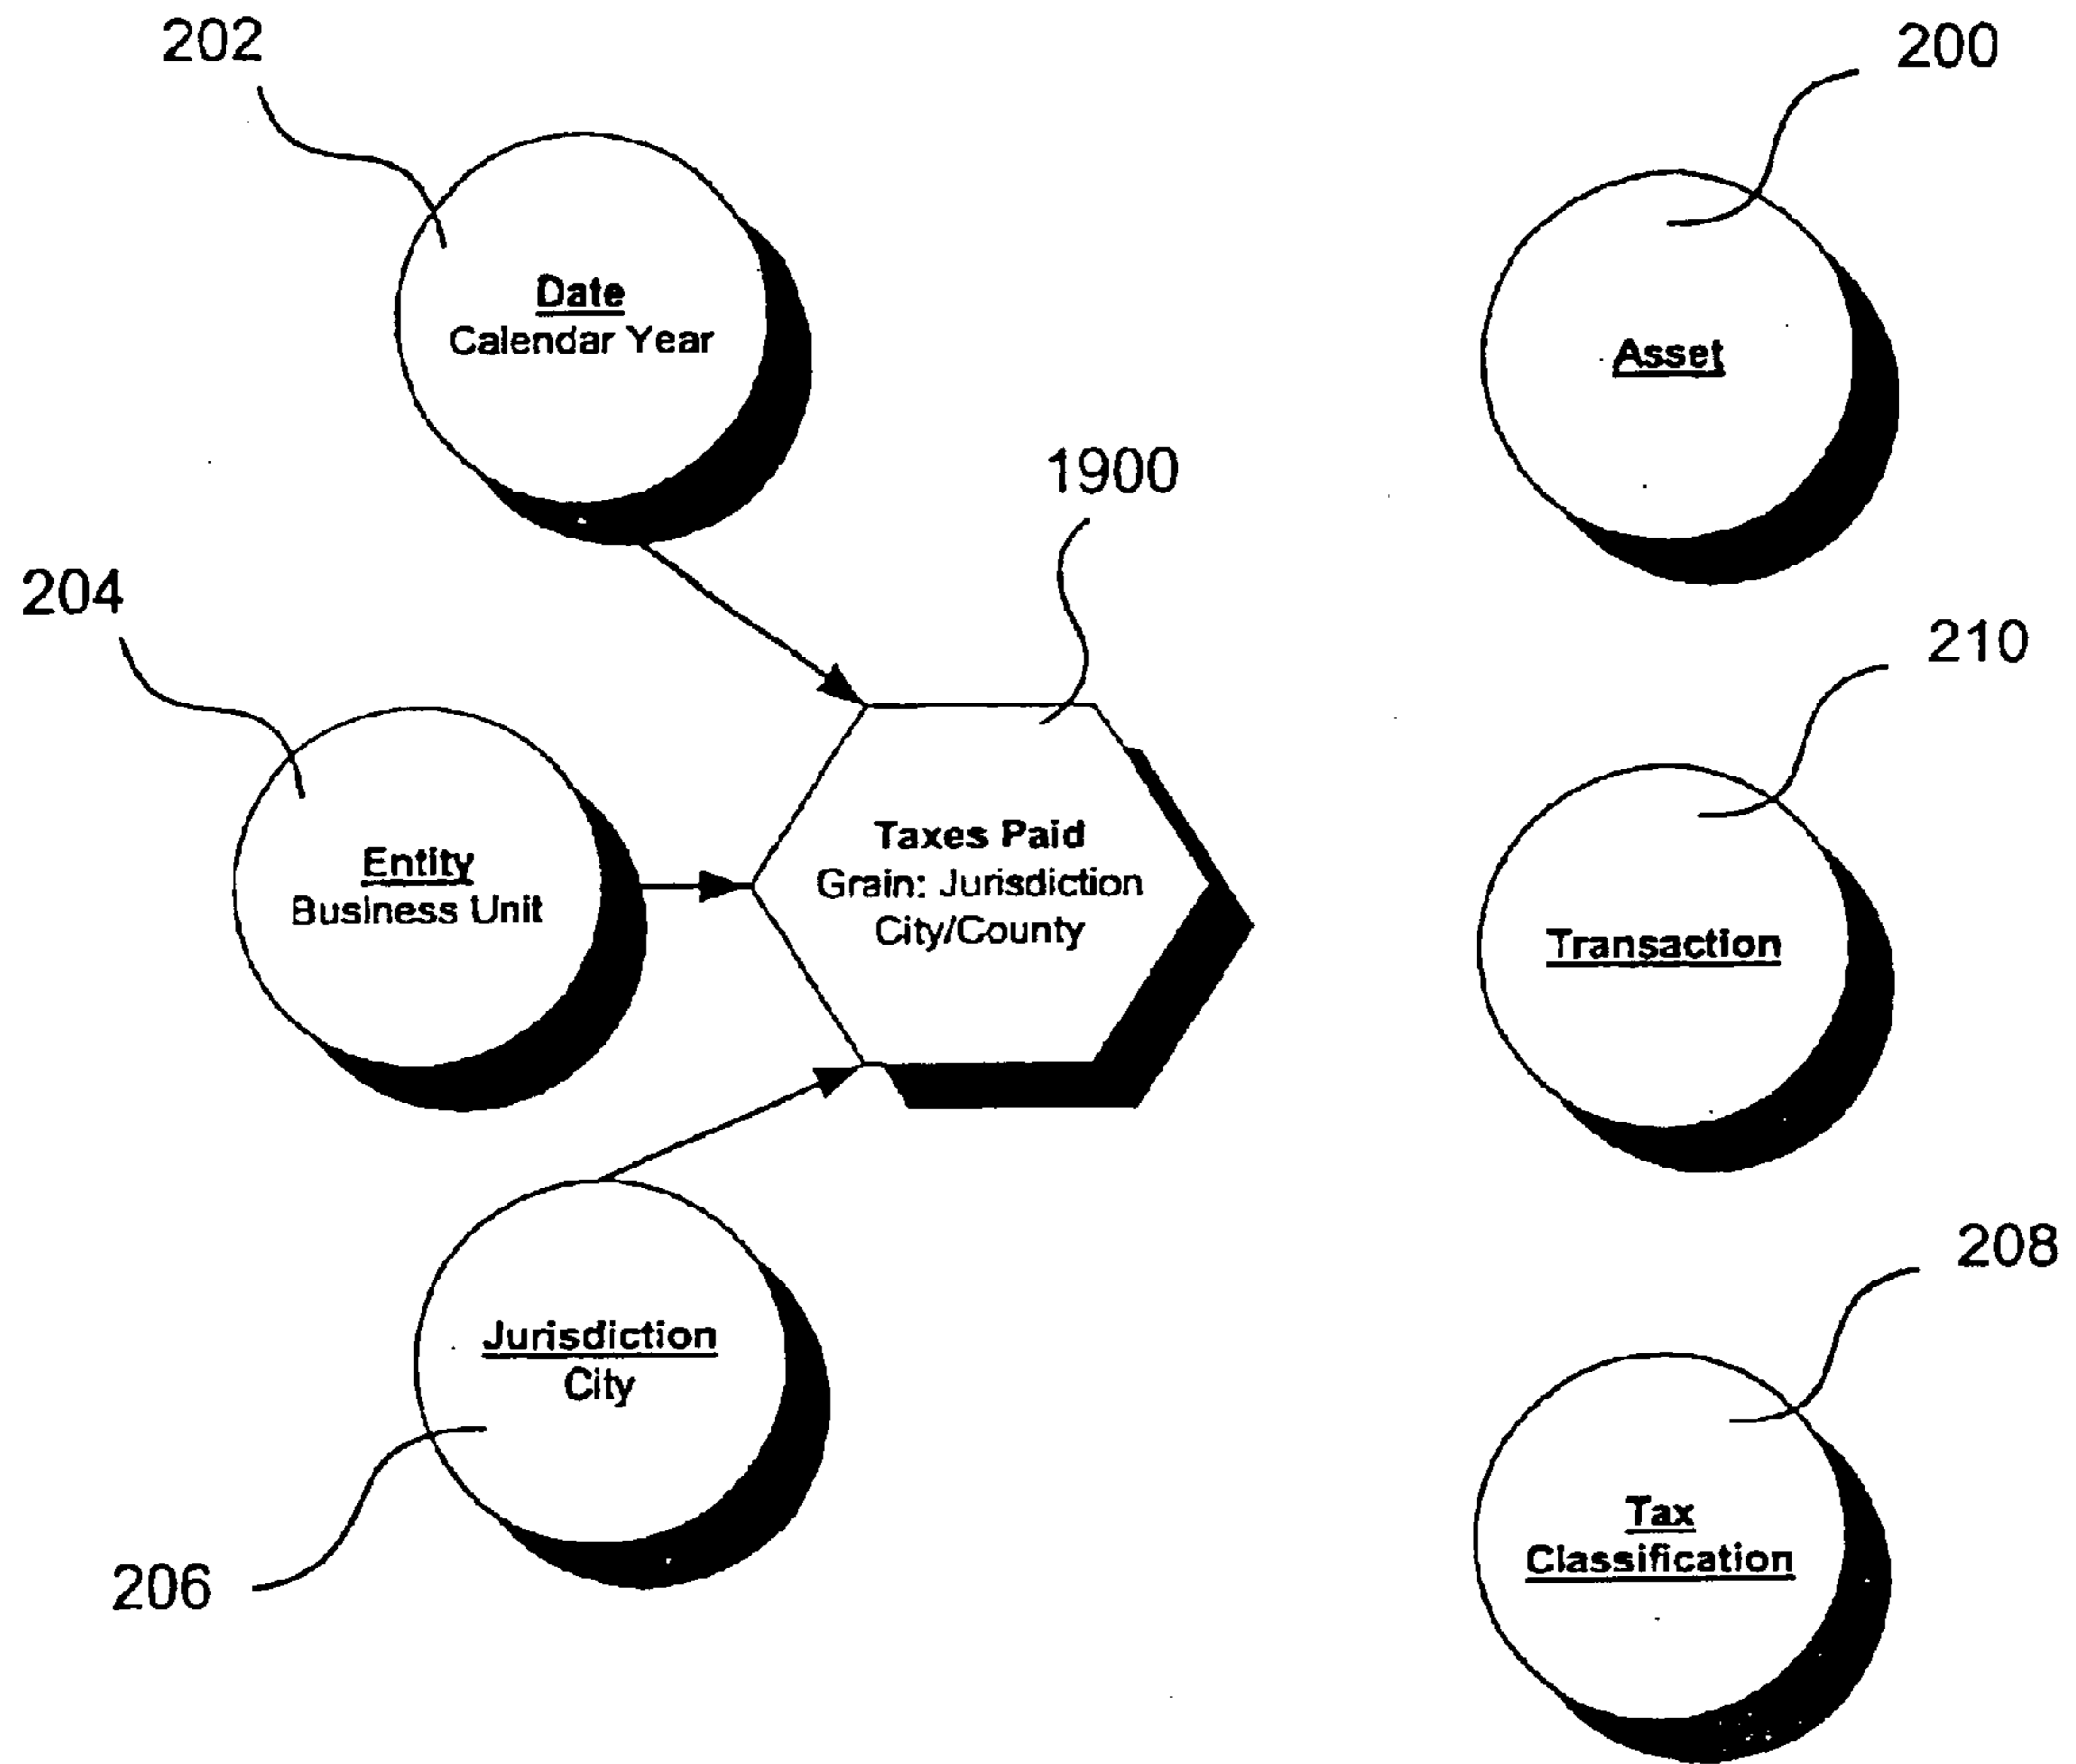 202
200
Date
Calendar Year
Asset
1900
204
210
Taxes Paid
Grain: Jurisdiction
City/County
Entity
Business Unit
Transaction
208
Jurisdiction
City
206
Tax
Classification